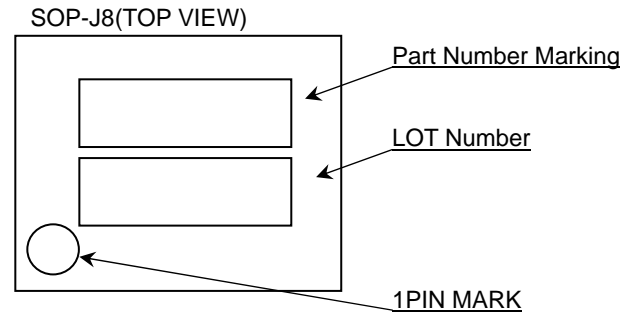 SOP-J8(TOP VIEW)
Part Number Marking
LOT Number
1PIN MARK